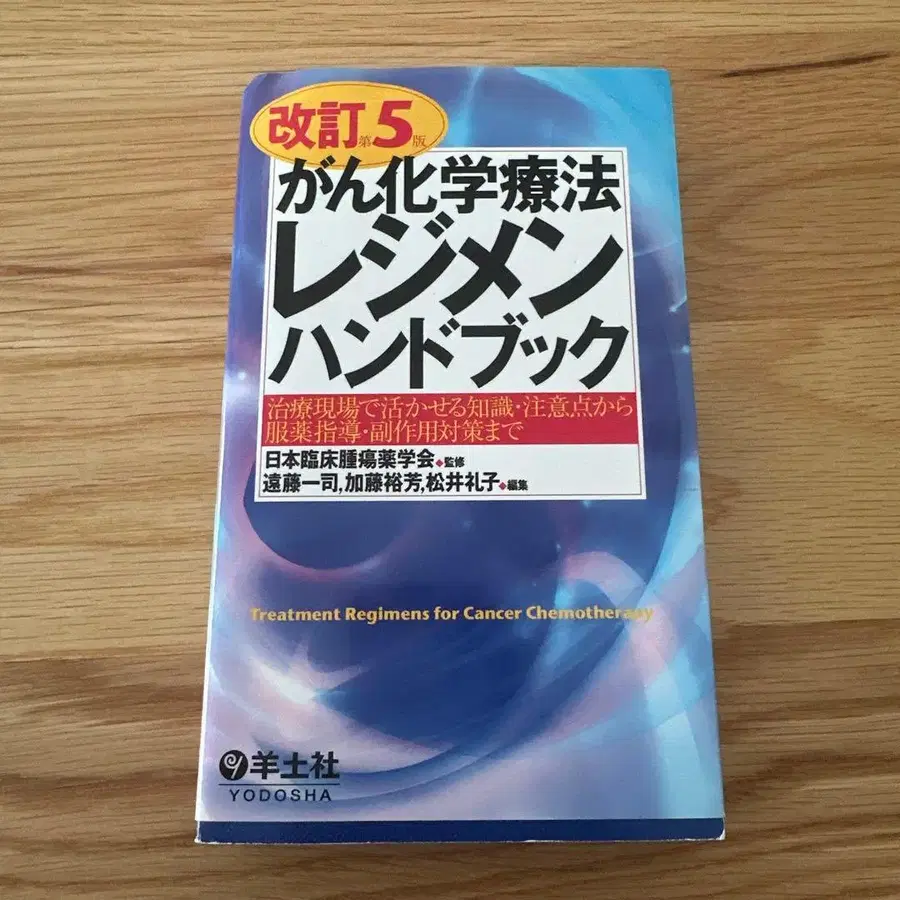 改訂第5版
がん化学療法
レジメン
ハンドブック
治療現場で活かせる知識・注意点から
服薬指導・副作用対策まで
日本臨床腫瘍薬学会◆監修
遠藤一司,加藤裕芳,松井礼子◆編集
Treatment Regimens for Cancer Chemotherapy
羊土社
YODOSHA